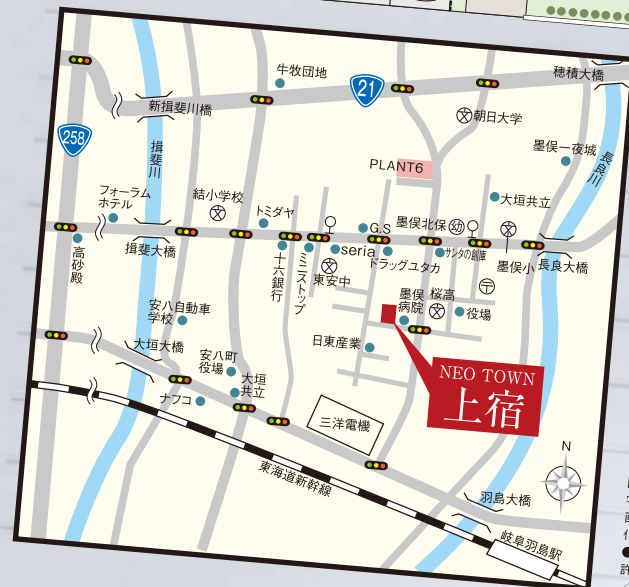 穂積大橋
牛牧団地
21
新揖斐川橋
朝日大学
258
揖斐川
墨俣一夜城
長良川
PLANT6
フォーラム
ホテル
結小学校
トミダヤ
大垣共立
G.S
墨俣北保
幼
文
高砂殿
揖斐大橋
十六銀行
ミニストップ
seria
東安中
ドラッグユタカ
サンタの創庫
墨俣小
長良大橋
安八自動車
学校
墨俣
病院
桜高
役場
大垣大橋
安八町
役場
日東産業
大垣
共立
ナフコ
NEO TOWN
上宿
三洋電機
東海道新幹線
N
羽島大橋
岐阜羽島駅